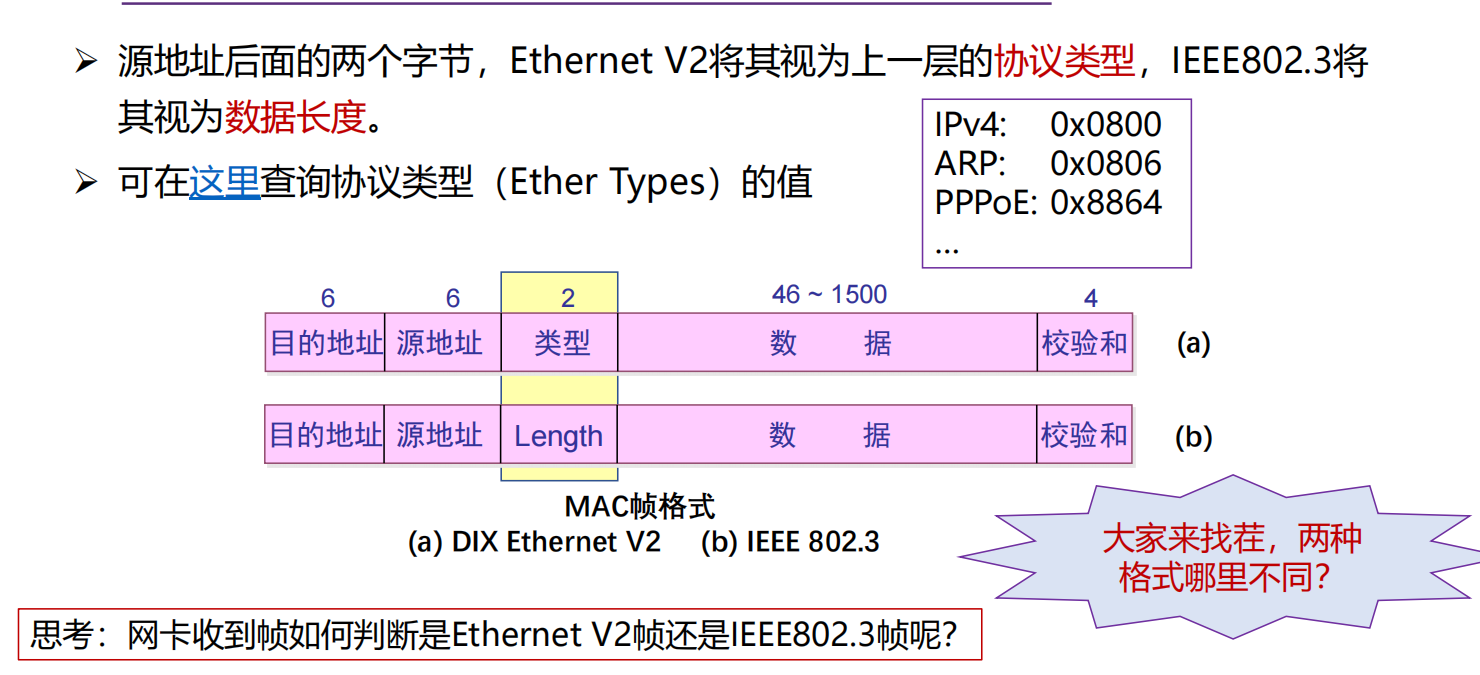 ➢ 源地址后面的两个字节，Ethernet V2将其视为上一层的协议类型，IEEE802.3将
其视为数据长度。
➢ 可在这里查询协议类型（Ether Types）的值
IPv4: 0x0800
ARP: 0x0806
PPPoE: 0x8864
...
6 6 2 46 ~ 1500 4
目的地址 源地址 类型 数 据 校验和 (a)
目的地址 源地址 Length 数 据 校验和 (b)
MAC帧格式
(a) DIX Ethernet V2 (b) IEEE 802.3
大家来找茬，两种
格式哪里不同？
思考：网卡收到帧如何判断是Ethernet V2帧还是IEEE802.3帧呢？